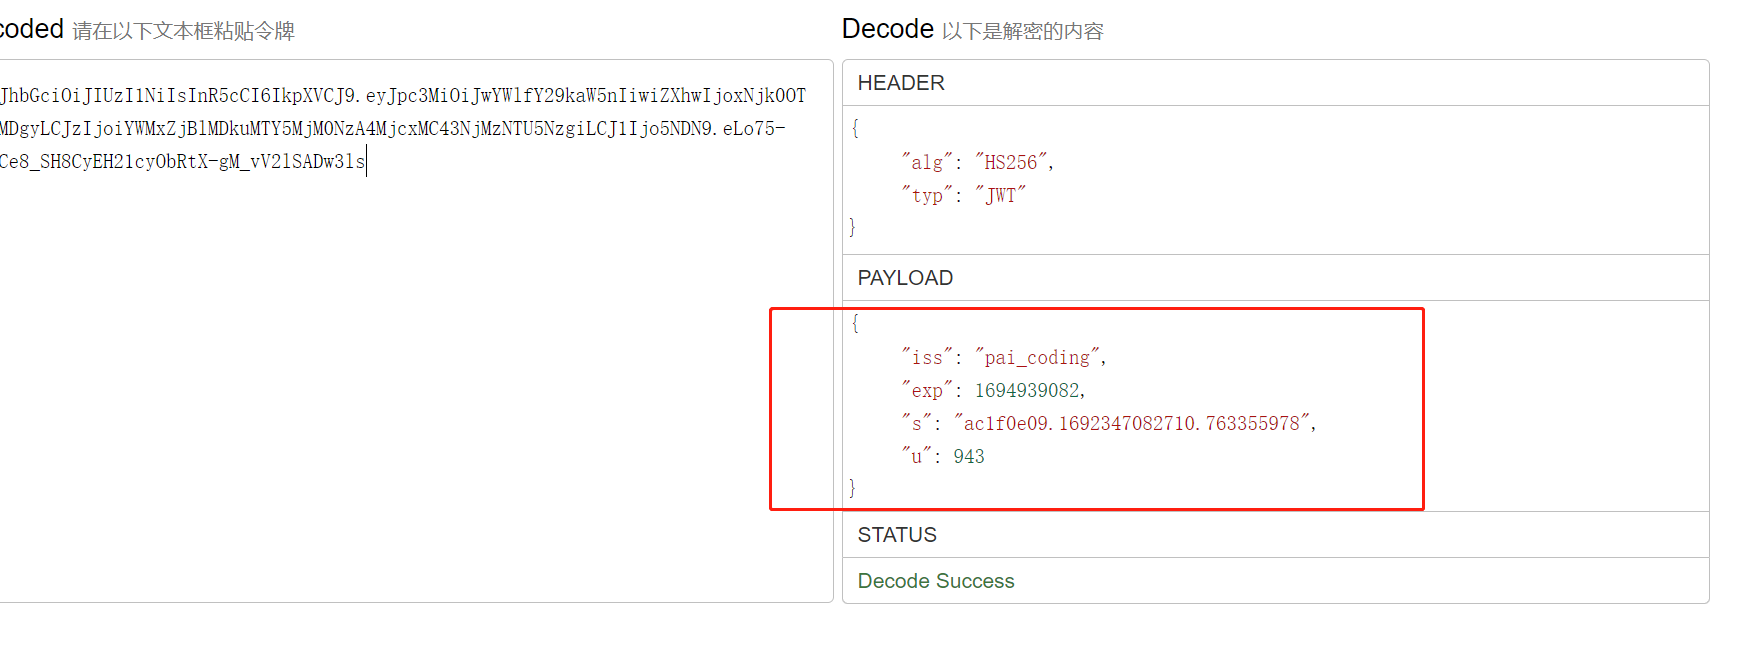 coded 请在以下文本框粘贴令牌
JhbGciOiJIUzI1NiIsInR5cCI6IkpXVCJ9.eyJpc3MiOiJwYWlfY29kaW5nIiwiZXhwIjoxNjk0OT
MDgyLCJzIjoiYWMxZjBlMDkuMTY5MjM0NzA4MjcxMC43NjMzNTU5NzgiLCJ1Ijo5NDN9.eLo75-
Ce8_SH8CyEH21cyObRtX-gM_vV2lSADw3ls
Decode 以下是解密的内容
HEADER
{
"alg": "HS256",
"typ": "JWT"
}
PAYLOAD
{
"iss": "pai_coding",
"exp": 1694939082,
"s": "ac1f0e09.1692347082710.763355978",
"u": 943
}
STATUS
Decode Success